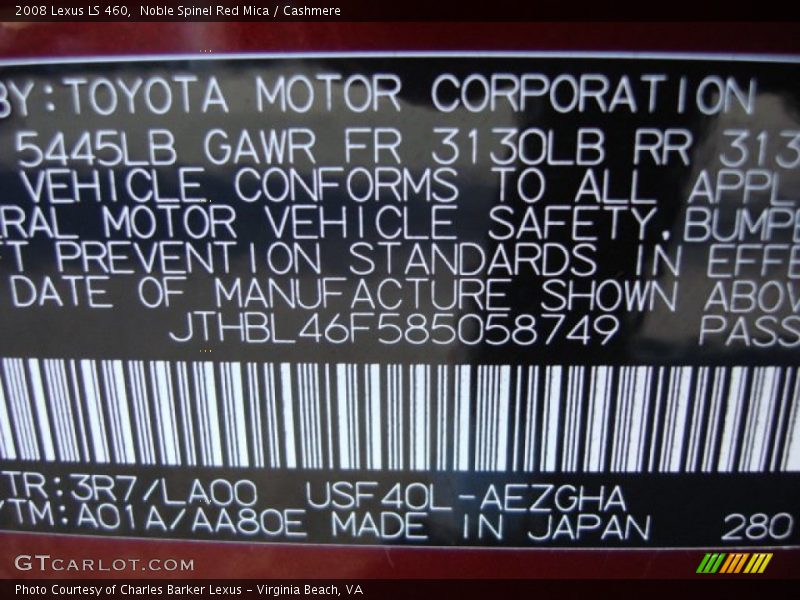 2008 Lexus LS 460,  Noble Spinel Red Mica / Cashmere
BY:TOYOTA MOTOR CORPORATION
5445LB GAWR FR 3130LB RR 313
VEHICLE CONFORMS TO ALL APPL
ERAL MOTOR VEHICLE SAFETY,BUMPE
FT PREVENTION STANDARDS IN EFFE
DATE OF MANUFACTURE SHOWN ABOV
JTHBL46F585058749 PASS
TR:3R7/LA00 USF40L-AEZGHA
/TM:A01A/AA80E MADE IN JAPAN 280
GTCARLOT.COM
Photo Courtesy of Charles Barker Lexus - Virginia Beach, VA